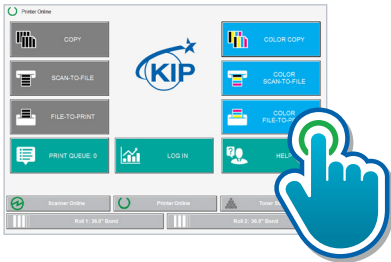 Printer Online
COPY
COLOR COPY
KIP
SCAN-TO-FILE
COLOR
SCAN-TO-FILE
FILE-TO-PRINT
COLOR
PRINT QUEUE: 0
LOG IN
HELP
Scanner Online
Printer Online
Toner
Roll 1: 36.0" Bond
Roll 2: 36.0" Bond